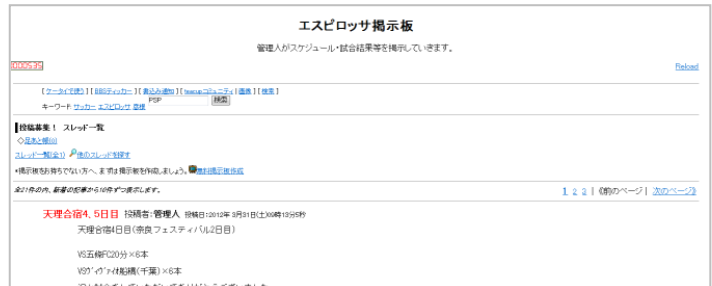 エスピロッサ掲示板
管理人がスケジュール・試合結果等を掲示していきます。
Reload
[ケータイで使う] [BBSティッカー] [書込み通知] [teacupコミュニティ | 画像] [検索]
キーワード: サッカー エスピロッサ 彦根 PSP 検索
投稿募集! スレッド一覧
◇足あと帳(0)
スレッド一覧(全1) 他のスレッドを探す
*掲示板をお持ちでない方へ、まずは掲示板を作成しましょう。無料掲示板作成
全21件の内、新着の記事から10件ずつ表示します。
1 2 3 | 《前のページ | 次のページ》
天理合宿4、5日目 投稿者:管理人 投稿日:2012年 3月31日(土)09時13分5秒
天理合宿4日目(奈良フェスティバル2日目)
VS五條FC20分×6本
VSヴィヴァイオ船橋(千葉)×6本